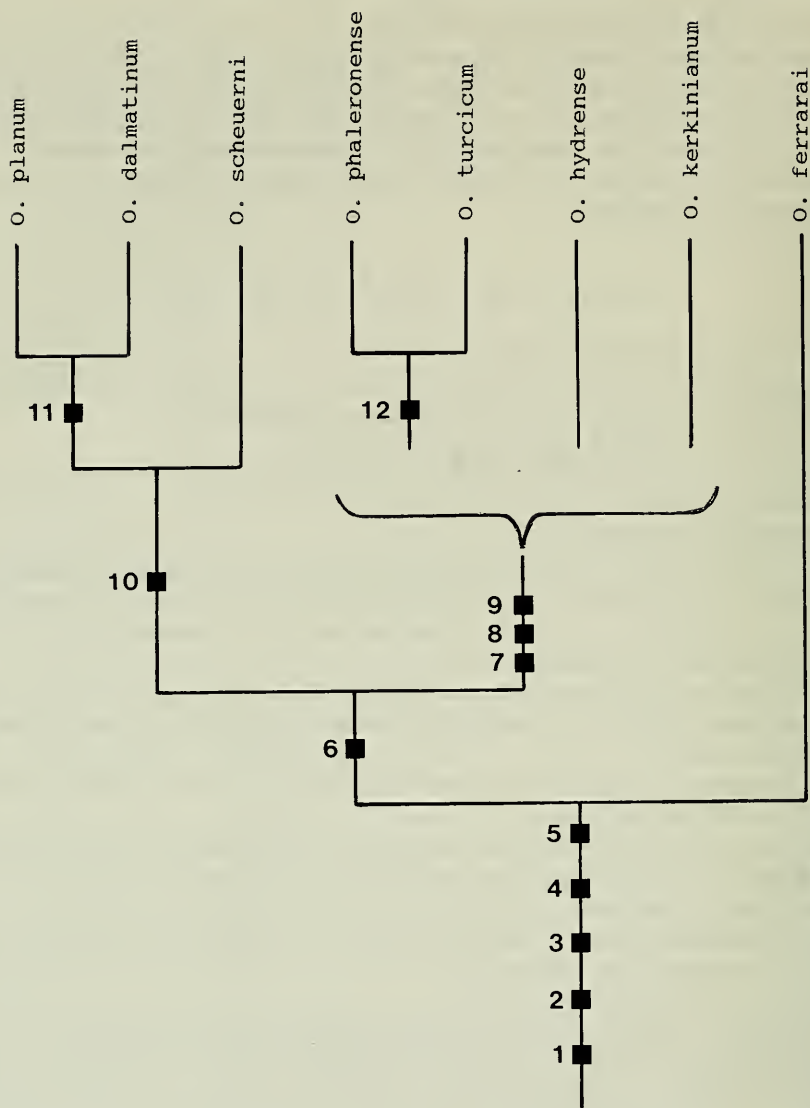 O. planum
O. dalmatinum
O. scheuerni
O. phaleronense
O. turcicum
O. hydrense
O. kerkinianum
O. ferrarai
11
12
10
9
8
7
6
5
4
3
2
1